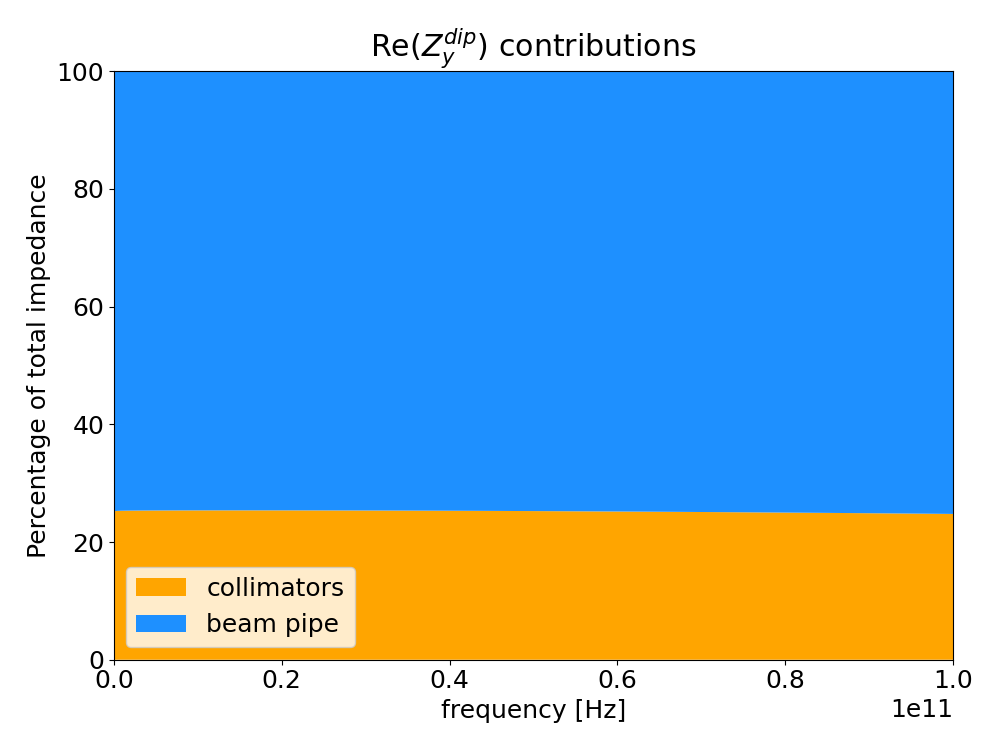 Re(Z_y^{dip}) contributions
Percentage of total impedance
100
80
60
40
20
0
collimators
beam pipe
0.0 0.2 0.4 0.6 0.8 1.0
frequency [Hz]
1e11